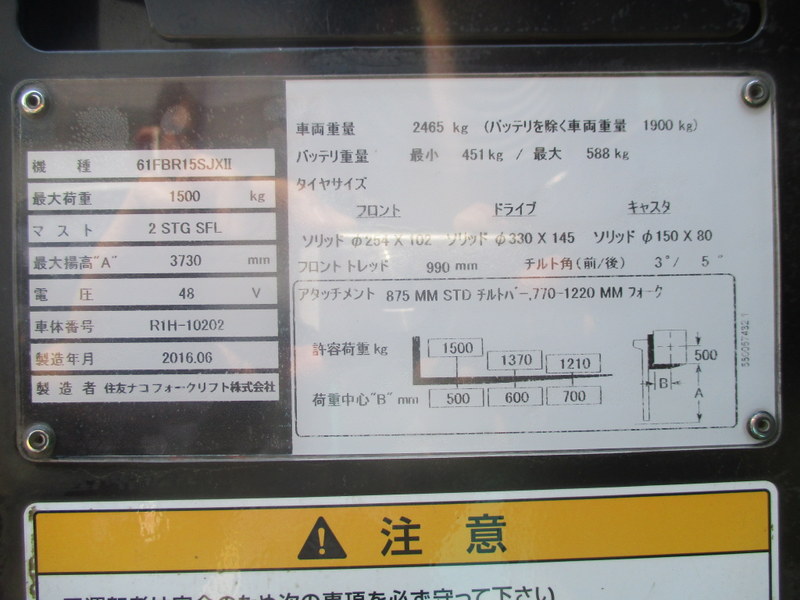 機 種 61FBR15SJXⅡ
最大荷重 1500 kg
マスト 2 STG SFL
最大揚高"A" 3730 mm
電 圧 48 V
車体番号 R1H-10202
製造年月 2016.06
製造者 住友ナコ フォークリフト株式会社
車両重量 2465 kg (バッテリを除く車両重量 1900 kg)
バッテリ重量 最小 451 kg / 最大 588 kg
タイヤサイズ
フロント ドライブ キャスタ
ソリッド φ254 X 102 ソリッド φ330 X 145 ソリッド φ150 X 80
フロント トレッド 990 mm チルト角(前/後) 3°/ 5°
アタッチメント 875 MM STD チルトバー,770-1220 MM フォーク
許容荷重 kg 1500 1370 1210
荷重中心"B" mm 500 600 700
500
B
A
注 意